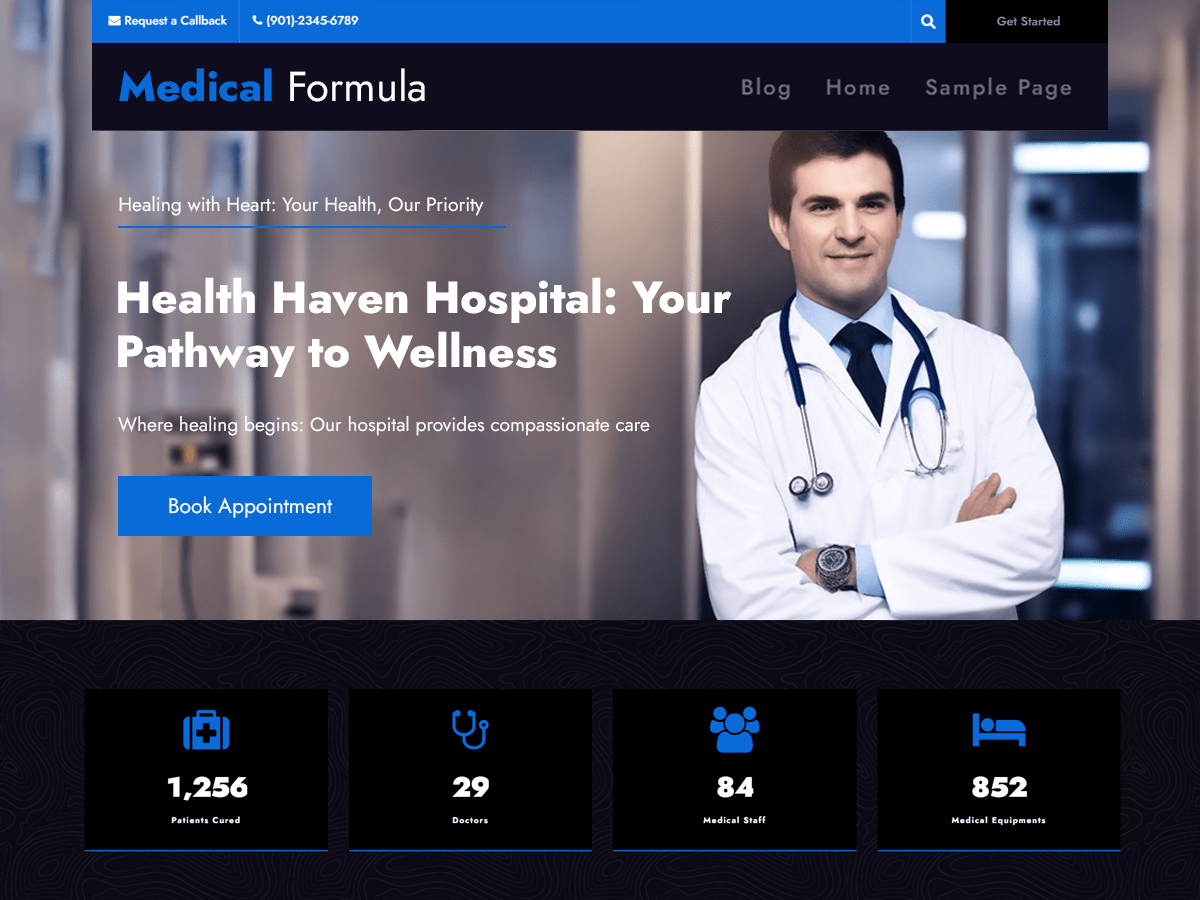 Request a Callback
(901)-2345-6789
Get Started
Medical Formula
Blog
Home
Sample Page
Healing with Heart: Your Health, Our Priority
Health Haven Hospital: Your
Pathway to Wellness
Where healing begins: Our hospital provides compassionate care
Book Appointment
1,256
Patients Cured
29
Doctors
84
Medical Staff
852
Medical Equipments